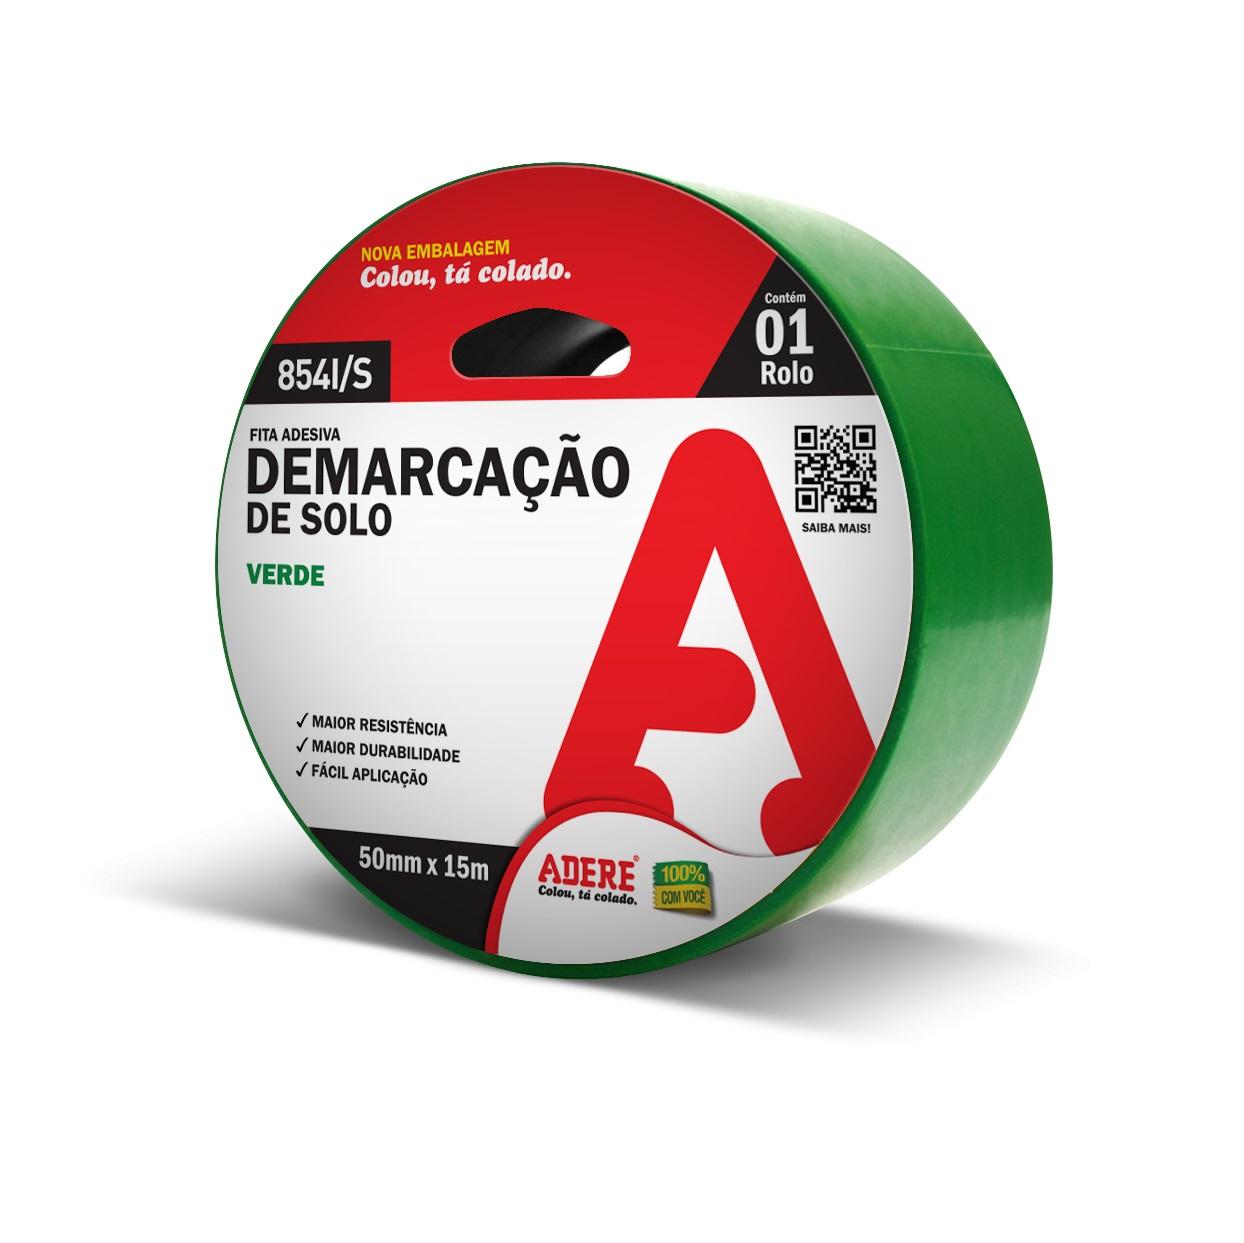 NOVA EMBALAGEM
Colou, tá colado.
Contém
01
Rolo
854I/S
FITA ADESIVA
DEMARCAÇÃO
DE SOLO
VERDE
SAIBA MAIS!
✓ MAIOR RESISTÊNCIA
✓ MAIOR DURABILIDADE
✓ FÁCIL APLICAÇÃO
50mm x 15m
ADERE®
Colou, tá colado.
100%
COM VOCÊ